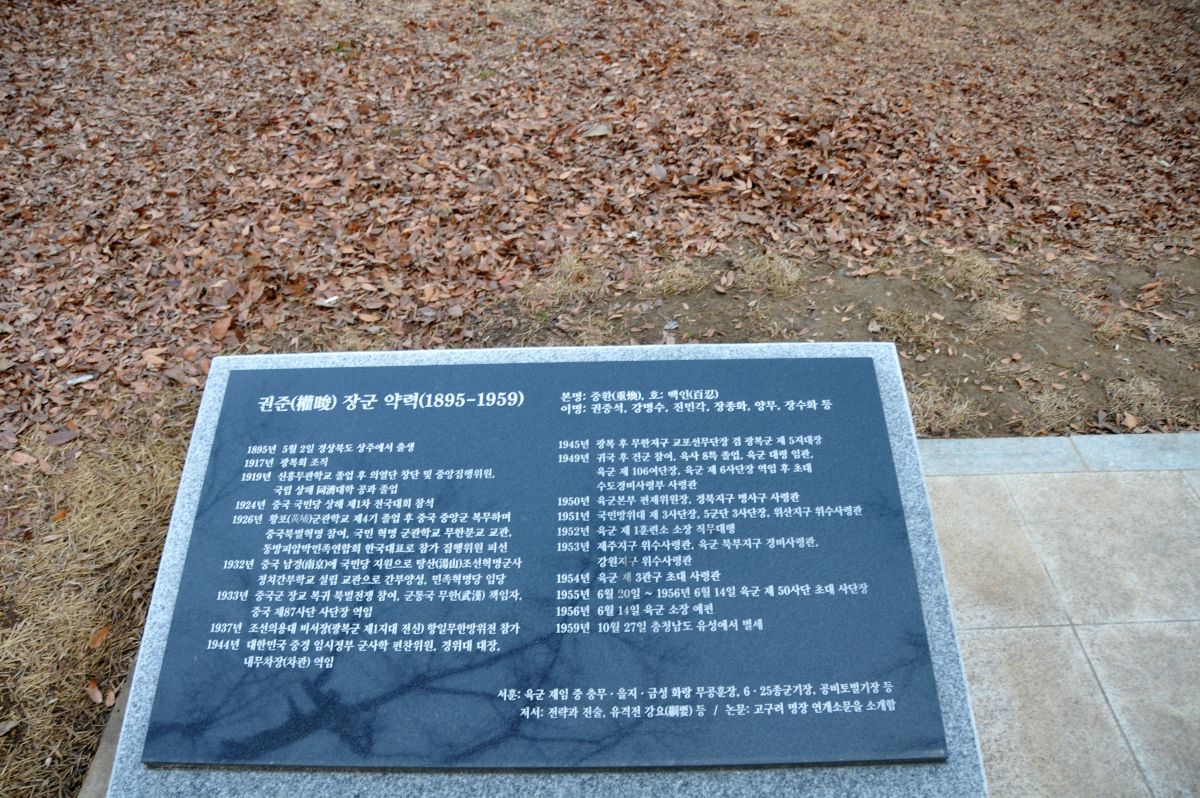 권준(權晙) 장군 약력(1895-1959)
본명: 중환(重煥), 호: 백인(百忍)
이명: 권중석, 강병수, 전민각, 장종화, 양무, 장수화 등
1895년 5월 2일 경상북도 상주에서 출생
1917년 광복회 조직
1919년 신흥무관학교 졸업 후 의열단 창단 및 중앙집행위원,
국립 상해 同濟대학 공과 졸업
1924년 중국 국민당 상해 제1차 전국대회 참석
1926년 황포(黃埔)군관학교 제4기 졸업 후 중국 중앙군 복무하며
중국북벌혁명 참여, 국민 혁명 군관학교 무한분교 교관,
동방피압박민족연합회 한국대표로 참가 집행위원 피선
1932년 중국 남경(南京)에 국민당 지원으로 탕산(湯山)조선혁명군사
정치간부학교 설립 교관으로 간부양성, 민족혁명당 입당
1933년 중국군 장교 복귀 북벌전쟁 참여, 군통국 무한(武漢) 책임자,
중국 제87사단 사단장 역임
1937년 조선의용대 비서장(광복군 제1지대 전신) 항일무한방위전 참가
1944년 대한민국 중경 임시정부 군사학 편찬위원, 경위대 대장,
내무차장(차관) 역임
1945년 광복 후 무한지구 교포선무단장 겸 광복군 제 5지대장
1949년 귀국 후 건군 참여, 육사 8특 졸업, 육군 대령 임관,
육군 제 106여단장, 육군 제 6사단장 역임 후 초대
수도경비사령부 사령관
1950년 육군본부 편제위원장, 경북지구 병사구 사령관
1951년 국민방위대 제 3사단장, 5군단 3사단장, 위산지구 위수사령관
1952년 육군 제 1훈련소 소장 직무대행
1953년 제주지구 위수사령관, 육군 북부지구 경비사령관,
강원지구 위수사령관
1954년 육군 제 3관구 초대 사령관
1955년 6월 20일 ~ 1956년 6월 14일 육군 제 50사단 초대 사단장
1956년 6월 14일 육군 소장 예편
1959년 10월 27일 충청남도 유성에서 별세
서훈: 육군 재임 중 충무·을지·금성 화랑 무공훈장, 6·25종군기장, 공비토벌기장 등
저서: 전략과 전술, 유격전 강요(綱要) 등 / 논문: 고구려 명장 연개소문을 소개함